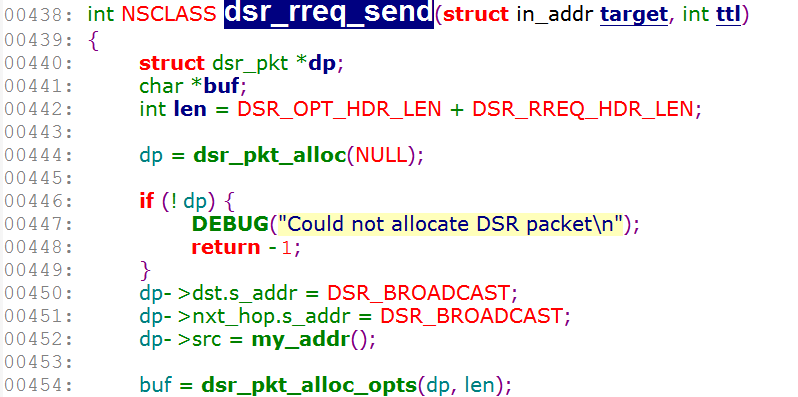 00438: int NSCLASS dsr_rreq_send(struct in_addr target, int ttl)
00439: {
00440: struct dsr_pkt *dp;
00441: char *buf;
00442: int len = DSR_OPT_HDR_LEN + DSR_RREQ_HDR_LEN;
00443:
00444: dp = dsr_pkt_alloc(NULL);
00445:
00446: if (! dp) {
00447: DEBUG("Could not allocate DSR packet\n");
00448: return -1;
00449: }
00450: dp->dst.s_addr = DSR_BROADCAST;
00451: dp->nxt_hop.s_addr = DSR_BROADCAST;
00452: dp->src = my_addr();
00453:
00454: buf = dsr_pkt_alloc_opts(dp, len);